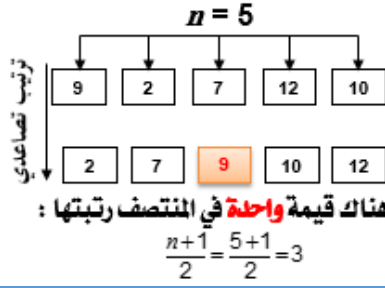 n = 5
9 2 7 12 10
ترتيب تصاعدي
2 7 9 10 12
هناك قيمة واحدة في المنتصف رتبتها :
n+1/2 = 5+1/2 = 3